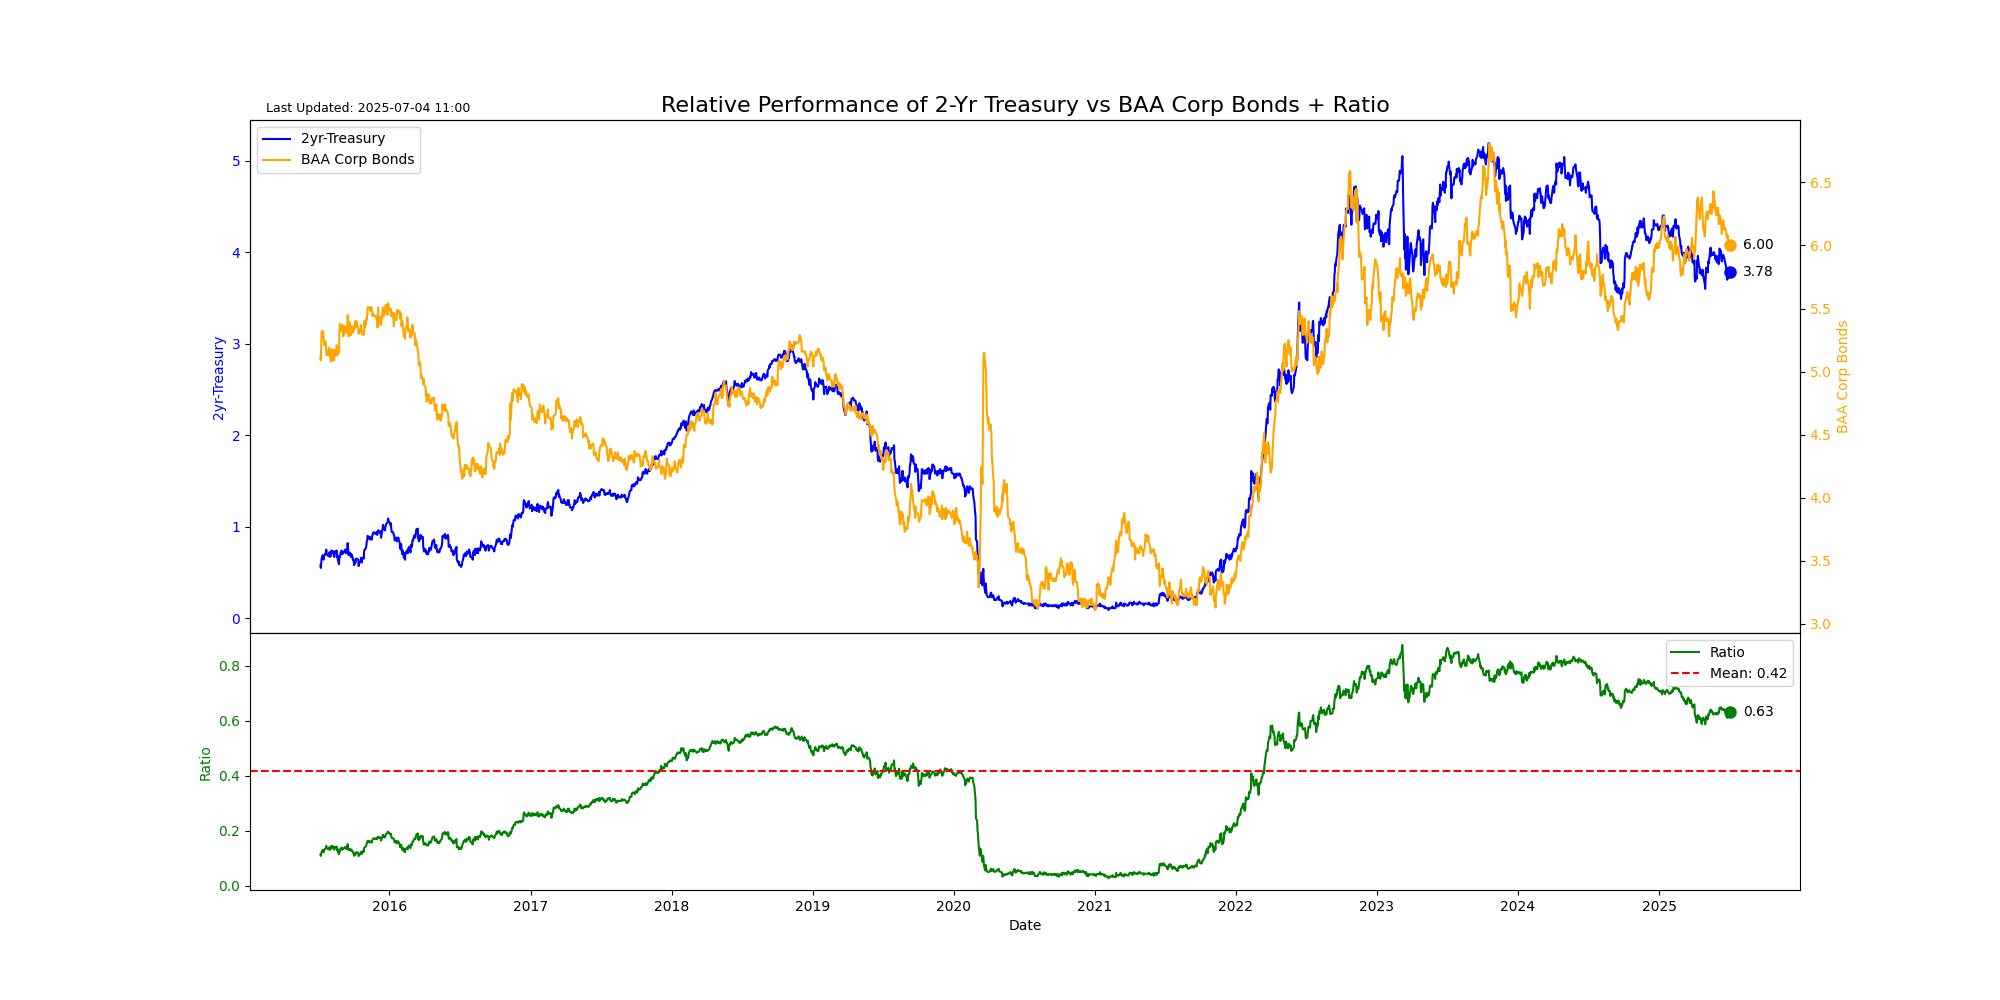 Last Updated: 2025-07-04 11:00
Relative Performance of 2-Yr Treasury vs BAA Corp Bonds + Ratio
2yr-Treasury
BAA Corp Bonds
5
4
3
2
1
0
2yr-Treasury
6.5
6.0
5.5
5.0
4.5
4.0
3.5
3.0
BAA Corp Bonds
6.00
3.78
Ratio
Mean: 0.42
0.63
0.8
0.6
0.4
0.2
0.0
Ratio
2016 2017 2018 2019 2020 2021 2022 2023 2024 2025
Date